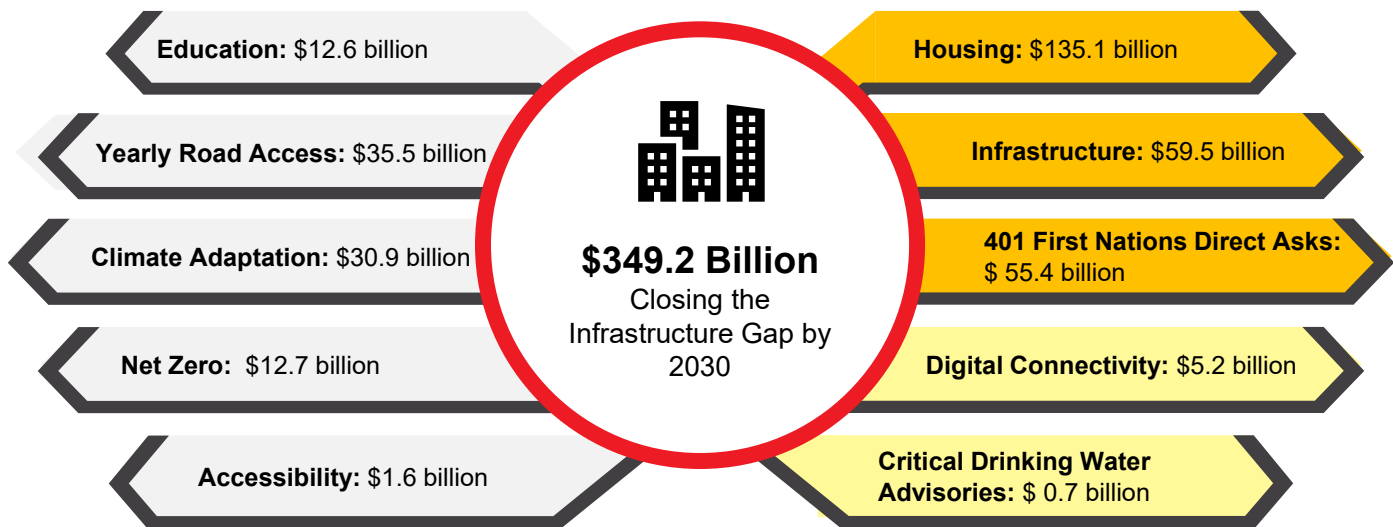 Education: $12.6 billion
Yearly Road Access: $35.5 billion
Climate Adaptation: $30.9 billion
Net Zero: $12.7 billion
Accessibility: $1.6 billion
$349.2 Billion
Closing the
Infrastructure Gap by
2030
Housing: $135.1 billion
Infrastructure: $59.5 billion
401 First Nations Direct Asks:
$ 55.4 billion
Digital Connectivity: $5.2 billion
Critical Drinking Water
Advisories: $ 0.7 billion